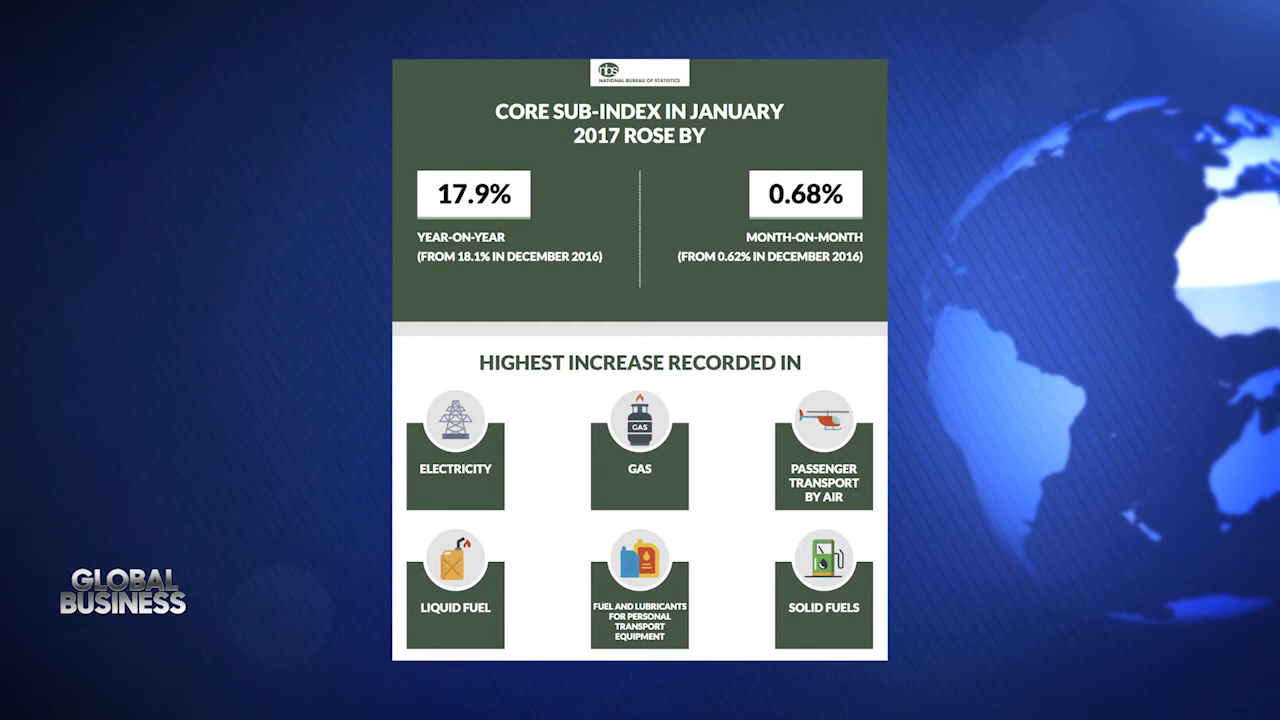 nbs
NATIONAL BUREAU OF STATISTICS
CORE SUB-INDEX IN JANUARY
2017 ROSE BY
17.9%
YEAR-ON-YEAR
(FROM 18.1% IN DECEMBER 2016)
0.68%
MONTH-ON-MONTH
(FROM 0.62% IN DECEMBER 2016)
HIGHEST INCREASE RECORDED IN
ELECTRICITY
GAS
GAS
PASSENGER
TRANSPORT
BY AIR
LIQUID FUEL
FUEL AND LUBRICANTS
FOR PERSONAL
TRANSPORT
EQUIPMENT
SOLID FUELS
GLOBAL
BUSINESS